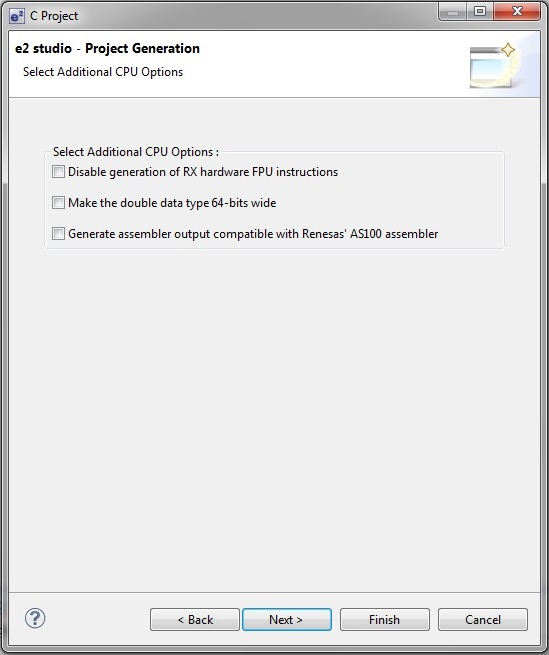 e² C Project
e2 studio - Project Generation
Select Additional CPU Options
Select Additional CPU Options :
Disable generation of RX hardware FPU instructions
Make the double data type 64-bits wide
Generate assembler output compatible with Renesas' AS100 assembler
? < Back Next > Finish Cancel